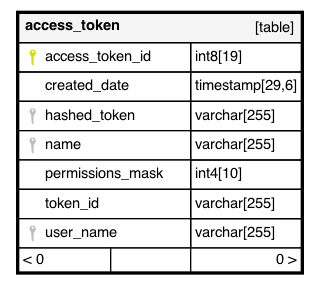 access_token [table]
access_token_id int8[19]
created_date timestamp[29,6]
hashed_token varchar[255]
name varchar[255]
permissions_mask int4[10]
token_id varchar[255]
user_name varchar[255]
< 0 0 >